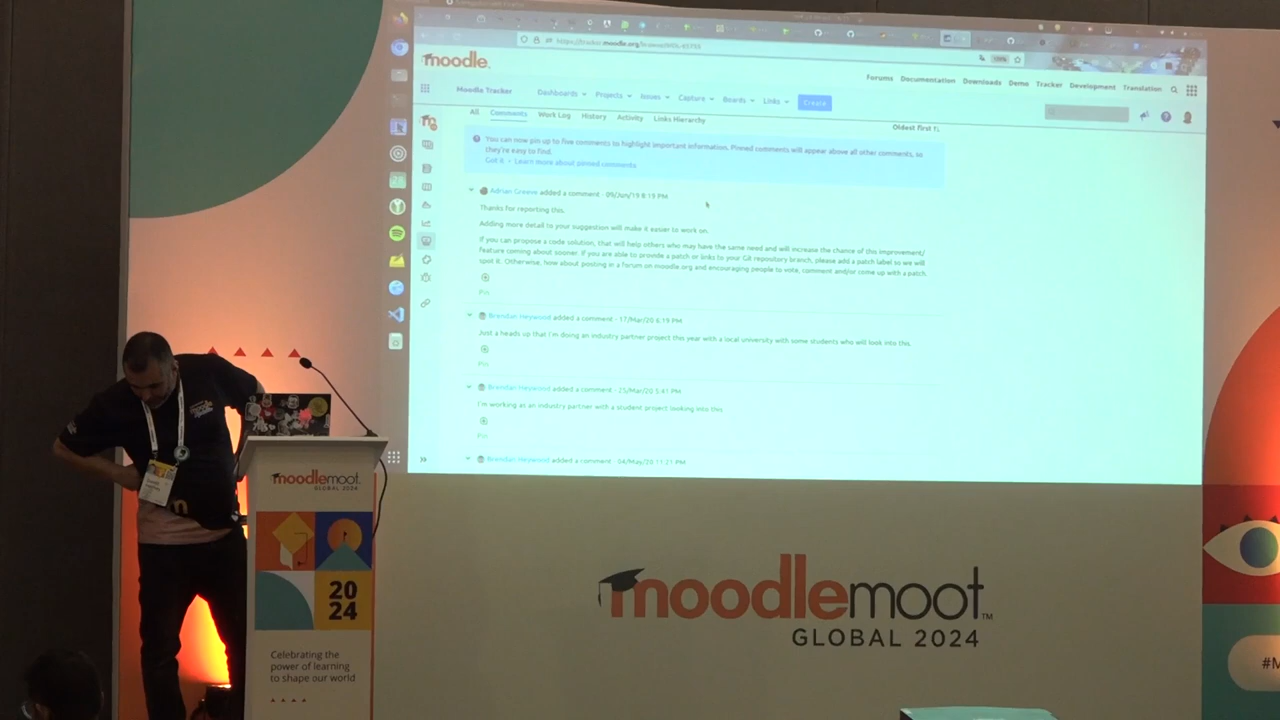 https://tracker.moodle.org/browse/MDL-65794
moodle
Forums Documentation Downloads Demo Tracker Development Translation
Moodle Tracker Dashboards Projects Issues Capture Boards Links Create
All Comments Work Log History Activity Links Hierarchy
Oldest first
You can now pin up to five comments to highlight important information. Pinned comments will appear above all other comments, so
they're easy to find.
Got it · Learn more about pinned comments
Adrian Greeve added a comment - 09/Jun/19 8:19 PM
Thanks for reporting this.
Adding more detail to your suggestion will make it easier to work on.
If you can propose a code solution, that will help others who may have the same need and will increase the chance of this improvement/
feature coming about sooner. If you are able to provide a patch or links to your Git repository branch, please add a patch label so we will
spot it. Otherwise, how about posting in a forum on moodle.org and encouraging people to vote, comment and/or come up with a patch.
Pin
Brendan Heywood added a comment - 17/Mar/20 6:19 PM
Just a heads up that I'm doing an industry partner project this year with a local university with some students who will look into this.
Pin
Brendan Heywood added a comment - 25/Mar/20 5:41 PM
I'm working as an industry partner with a student project looking into this
Pin
Brendan Heywood added a comment - 04/May/20 11:21 PM
moodlemoot
GLOBAL 2024
20
24
Celebrating the
power of learning
to shape our world
moodlemoot™
GLOBAL 2024
#M